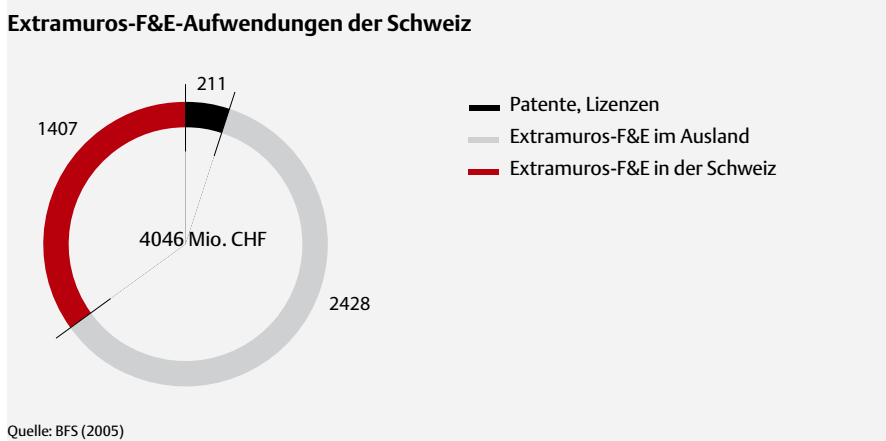 Extramuros-F&E-Aufwendungen der Schweiz
211
1407
4046 Mio. CHF
2428
Patente, Lizenzen
Extramuros-F&E im Ausland
Extramuros-F&E in der Schweiz
Quelle: BFS (2005)